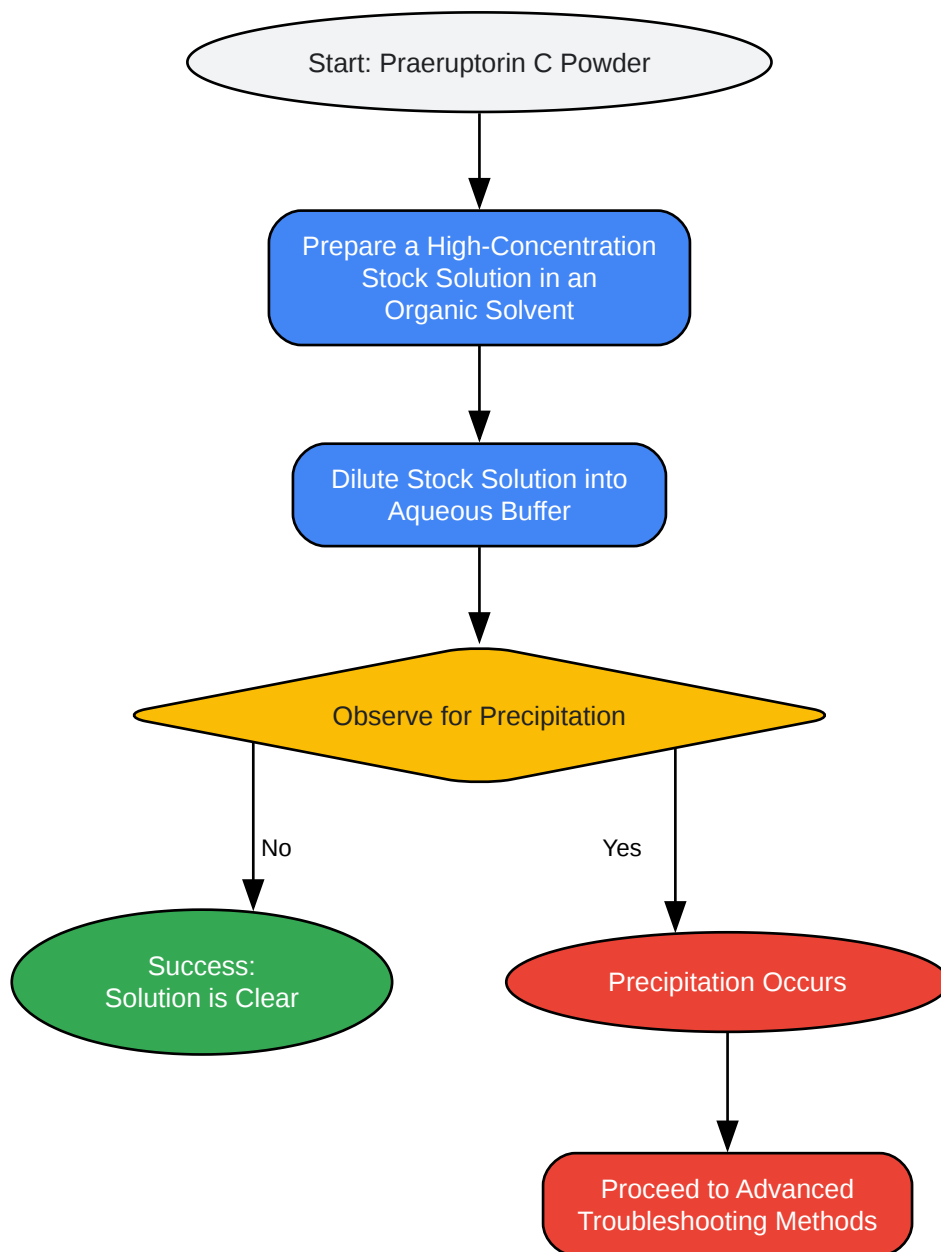 Start: Praeruptorin C Powder
Prepare a High-Concentration
Stock Solution in an
Organic Solvent
Dilute Stock Solution into
Aqueous Buffer
Observe for Precipitation
No
Yes
Success:
Solution is Clear
Precipitation Occurs
Proceed to Advanced
Troubleshooting Methods